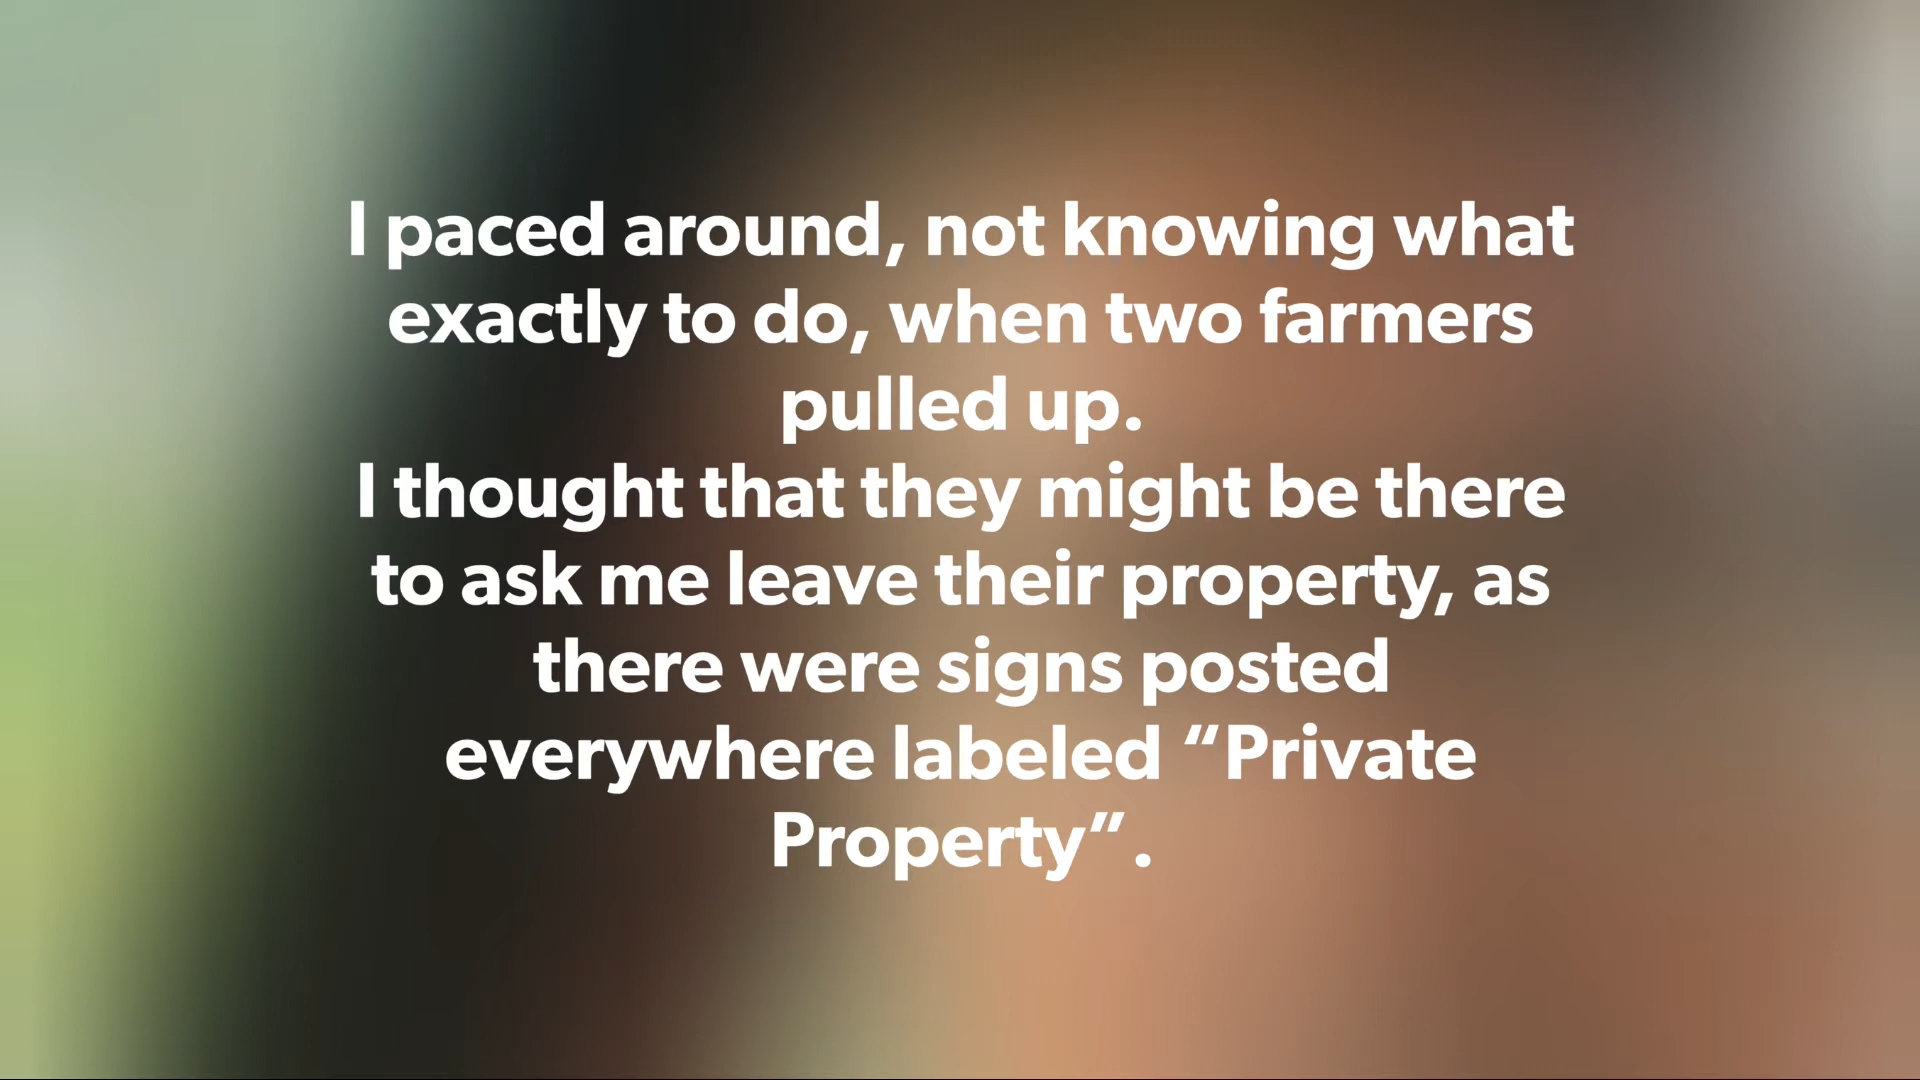 I paced around, not knowing what
exactly to do, when two farmers
pulled up.
I thought that they might be there
to ask me leave their property, as
there were signs posted
everywhere labeled “Private
Property”.